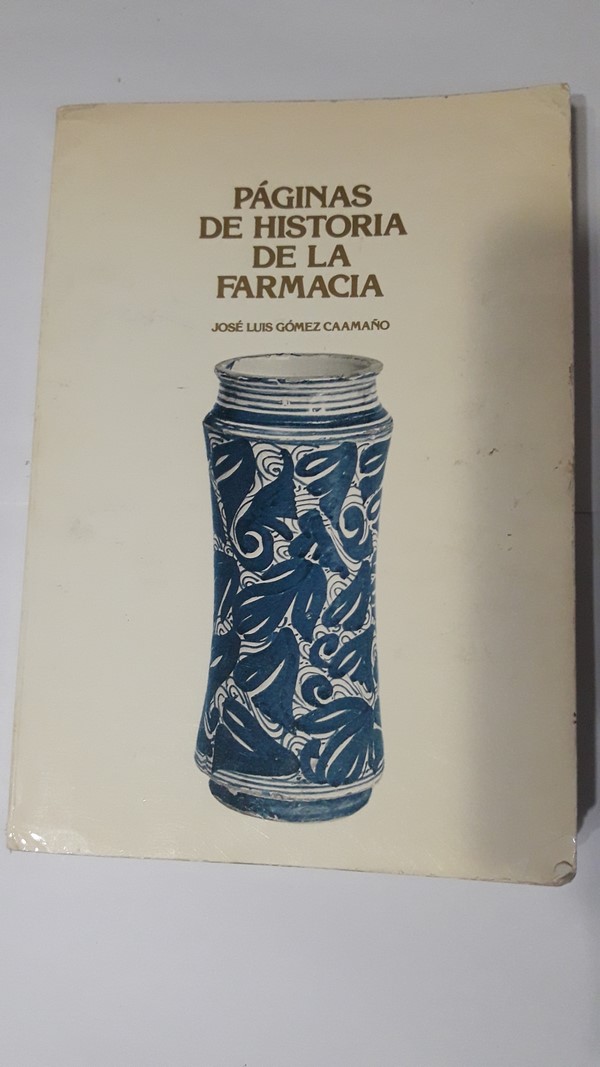 PÁGINAS
DE HISTORIA
DE LA
FARMACIA
JOSÉ LUIS GÓMEZ CAAMAÑO